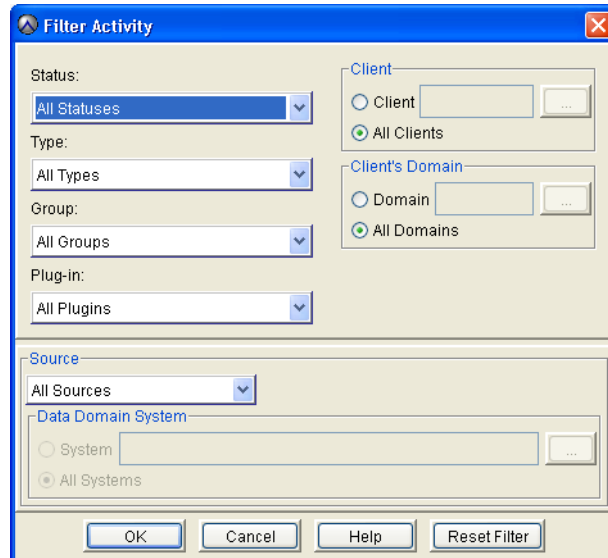 Filter Activity
Status:
All Statuses
Type:
All Types
Group:
All Groups
Plug-in:
All Plugins
Client
Client
...
All Clients
Client's Domain
Domain
...
All Domains
Source
All Sources
Data Domain System
System
...
All Systems
OK Cancel Help Reset Filter